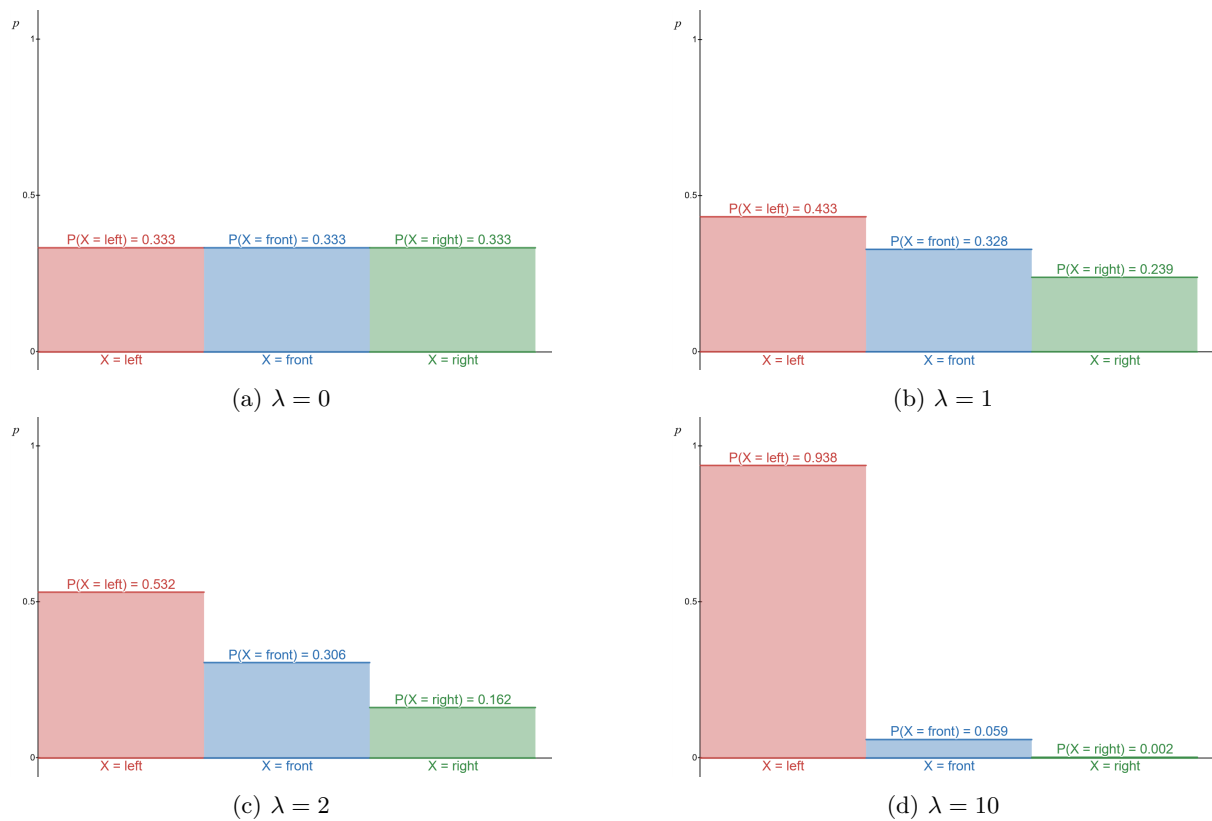 p
1
0.5
P(X = left) = 0.333
P(X = front) = 0.333
P(X = right) = 0.333
0
X = left
X = front
X = right
(a) λ = 0
p
1
0.5
P(X = left) = 0.433
P(X = front) = 0.328
P(X = right) = 0.239
0
X = left
X = front
X = right
(b) λ = 1
p
1
P(X = left) = 0.532
0.5
P(X = front) = 0.306
P(X = right) = 0.162
0
X = left
X = front
X = right
(c) λ = 2
p
1
P(X = left) = 0.938
0.5
P(X = front) = 0.059
P(X = right) = 0.002
0
X = left
X = front
X = right
(d) λ = 10